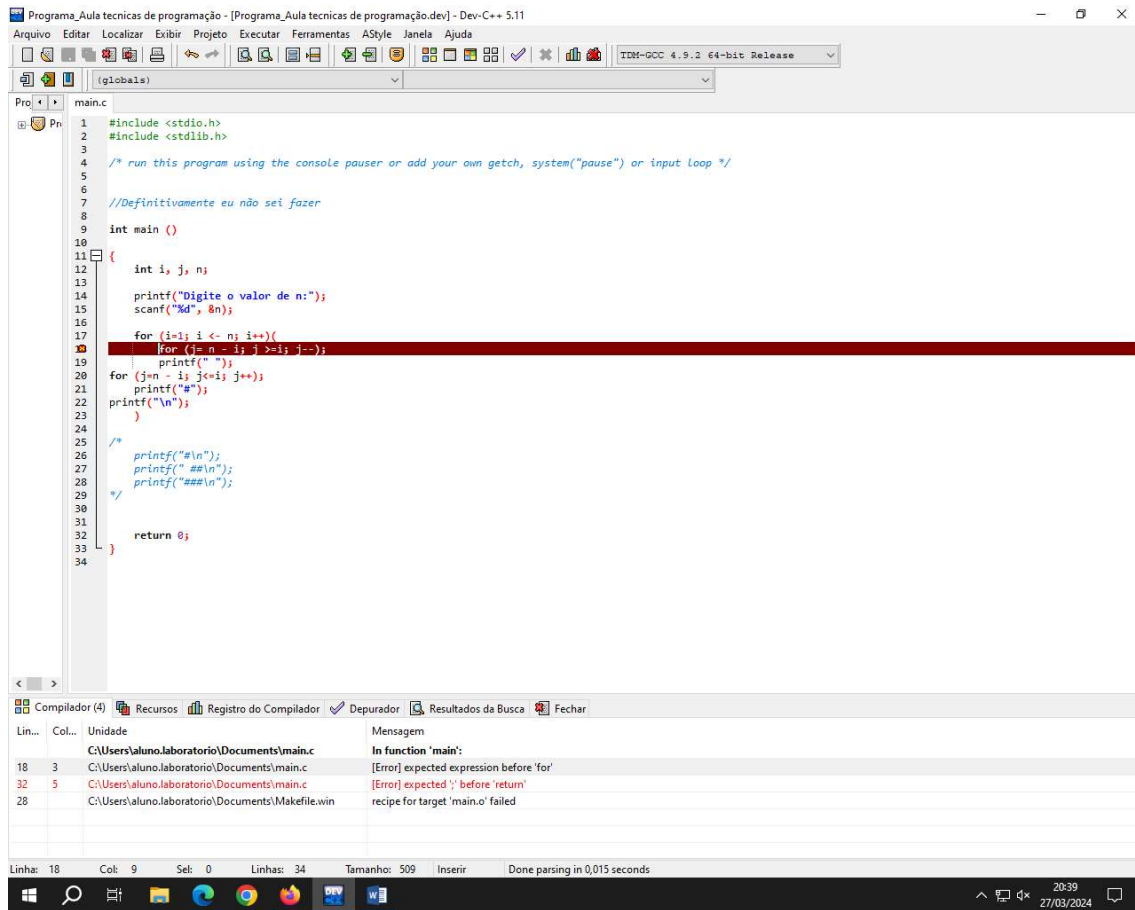 Programa_Aula tecnicas de programação - [Programa_Aula tecnicas de programação.dev] - Dev-C++ 5.11
Arquivo Editar Localizar Exibir Projeto Executar Ferramentas AStyle Janela Ajuda
TDM-GCC 4.9.2 64-bit Release
(globals)
Pro main.c
Pr
1 #include <stdio.h>
2 #include <stdlib.h>
3
4 /* run this program using the console pauser or add your own getch, system("pause") or input loop */
5
6
7 //Definitivamente eu não sei fazer
8
9 int main ()
10
11 {
12 int i, j, n;
13
14 printf("Digite o valor de n:");
15 scanf("%d", &n);
16
17 for (i=1; i <- n; i++)(
18 for (j= n - i; j >=i; j--);
19 printf(" ");
20 for (j=n - i; j<=i; j++);
21 printf("#");
22 printf("\n");
23 )
24
25 /*
26 printf("#\n");
27 printf(" ##\n");
28 printf("###\n");
29 */
30
31
32 return 0;
33 }
34
Compilador (4) Recursos Registro do Compilador Depurador Resultados da Busca Fechar
Lin... Col... Unidade Mensagem
C:\Users\aluno.laboratorio\Documents\main.c In function 'main':
18 3 C:\Users\aluno.laboratorio\Documents\main.c [Error] expected expression before 'for'
32 5 C:\Users\aluno.laboratorio\Documents\main.c [Error] expected ';' before 'return'
28 C:\Users\aluno.laboratorio\Documents\Makefile.win recipe for target 'main.o' failed
Linha: 18 Col: 9 Sel: 0 Linhas: 34 Tamanho: 509 Inserir Done parsing in 0,015 seconds
20:39
27/03/2024